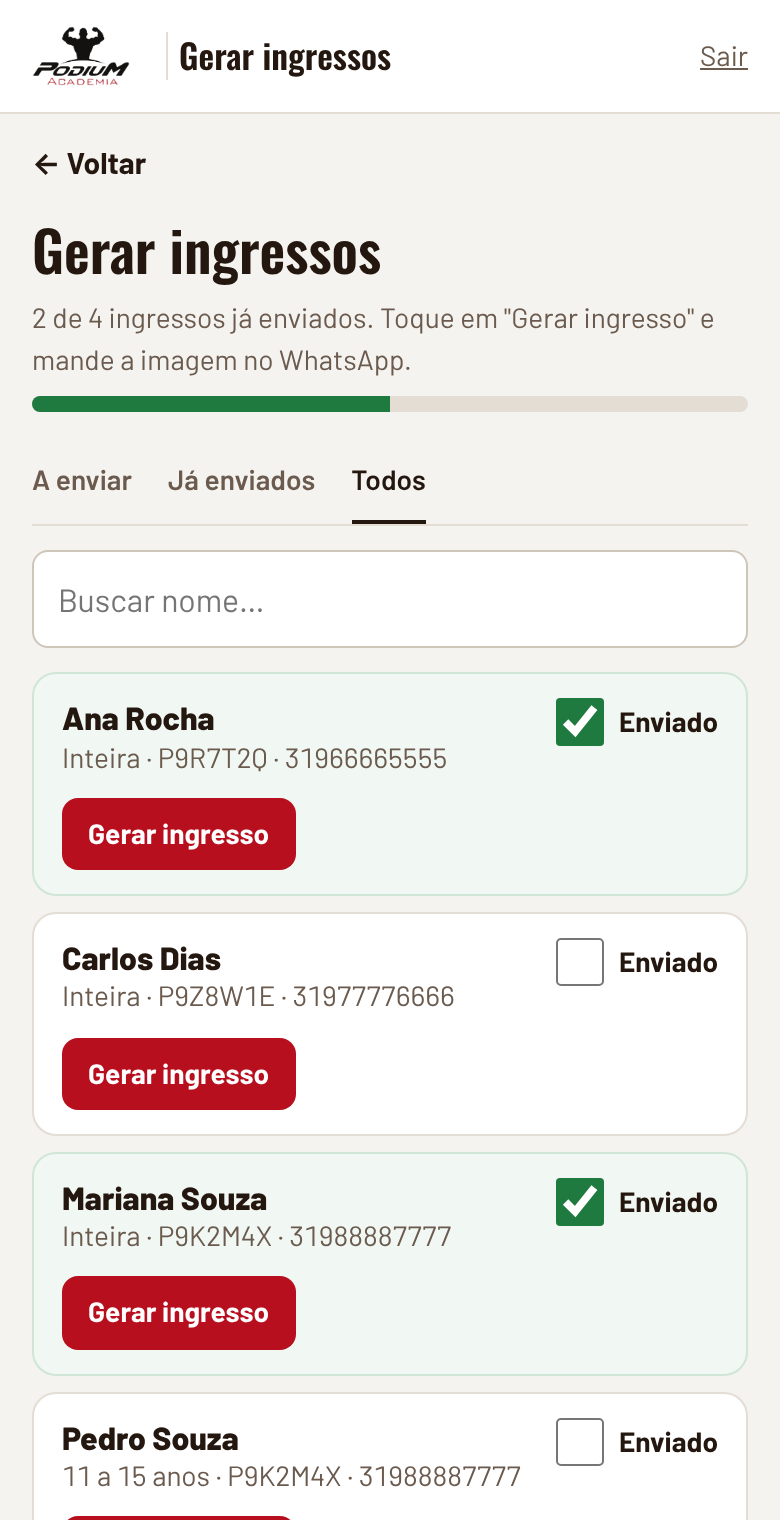 PODIUM
ACADEMIA
Gerar ingressos
Sair
← Voltar
Gerar ingressos
2 de 4 ingressos já enviados. Toque em "Gerar ingresso" e
mande a imagem no WhatsApp.
A enviar Já enviados Todos
Buscar nome...
Ana Rocha
Enviado
Inteira · P9R7T2Q · 31966665555
Gerar ingresso
Carlos Dias
Enviado
Inteira · P9Z8W1E · 31977776666
Gerar ingresso
Mariana Souza
Enviado
Inteira · P9K2M4X · 31988887777
Gerar ingresso
Pedro Souza
Enviado
11 a 15 anos · P9K2M4X · 31988887777